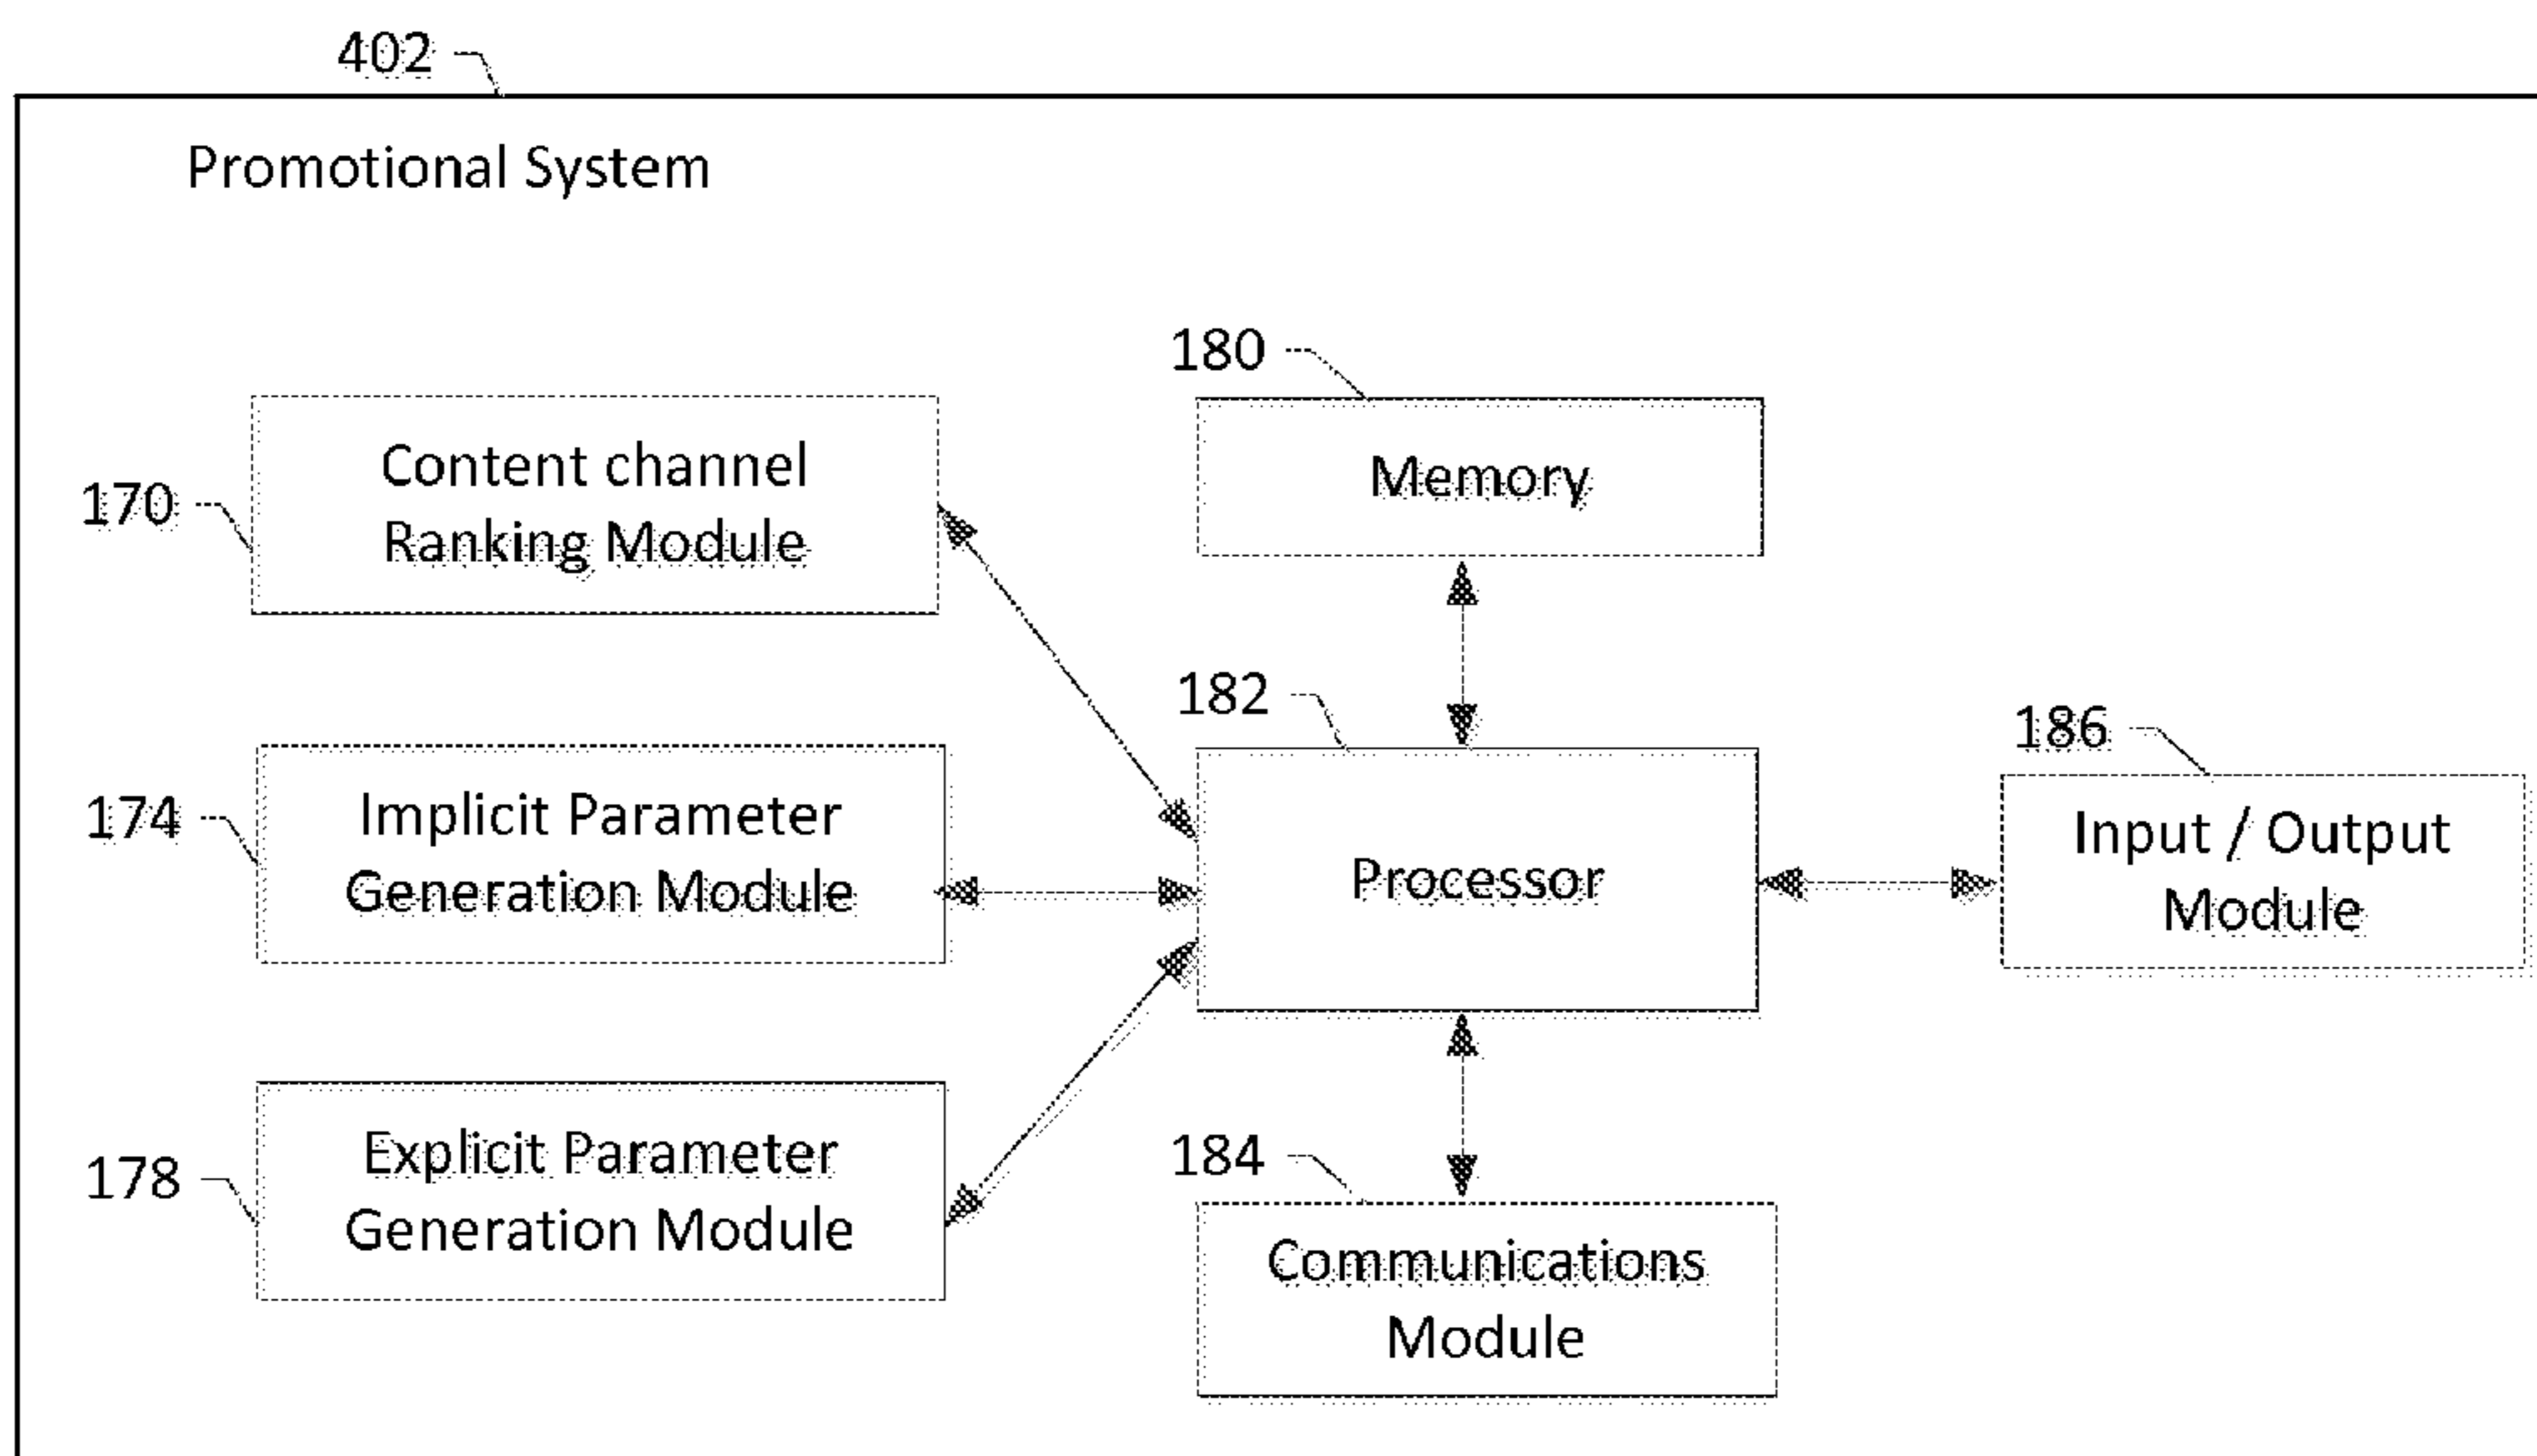 402
Promotional System
180
Content channel
Ranking Module
170
Memory
182
186
174
Implicit Parameter
Generation Module
Processor
Input / Output
Module
184
178
Explicit Parameter
Generation Module
Communications
Module